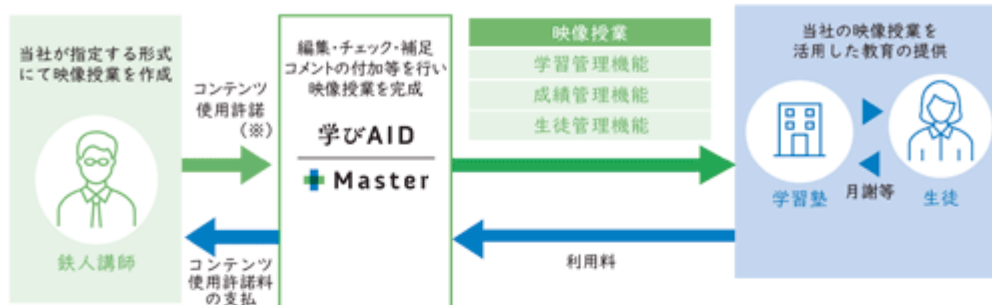 当社が指定する形式
にて映像授業を作成
鉄人講師
コンテンツ
使用許諾
（※）
コンテンツ
使用許諾料
の支払
編集・チェック・補足
コメントの付加等を行い
映像授業を完成
学びAID
Master
映像授業
学習管理機能
成績管理機能
生徒管理機能
利用料
当社の映像授業を
活用した教育の提供
学習塾
月謝等
生徒